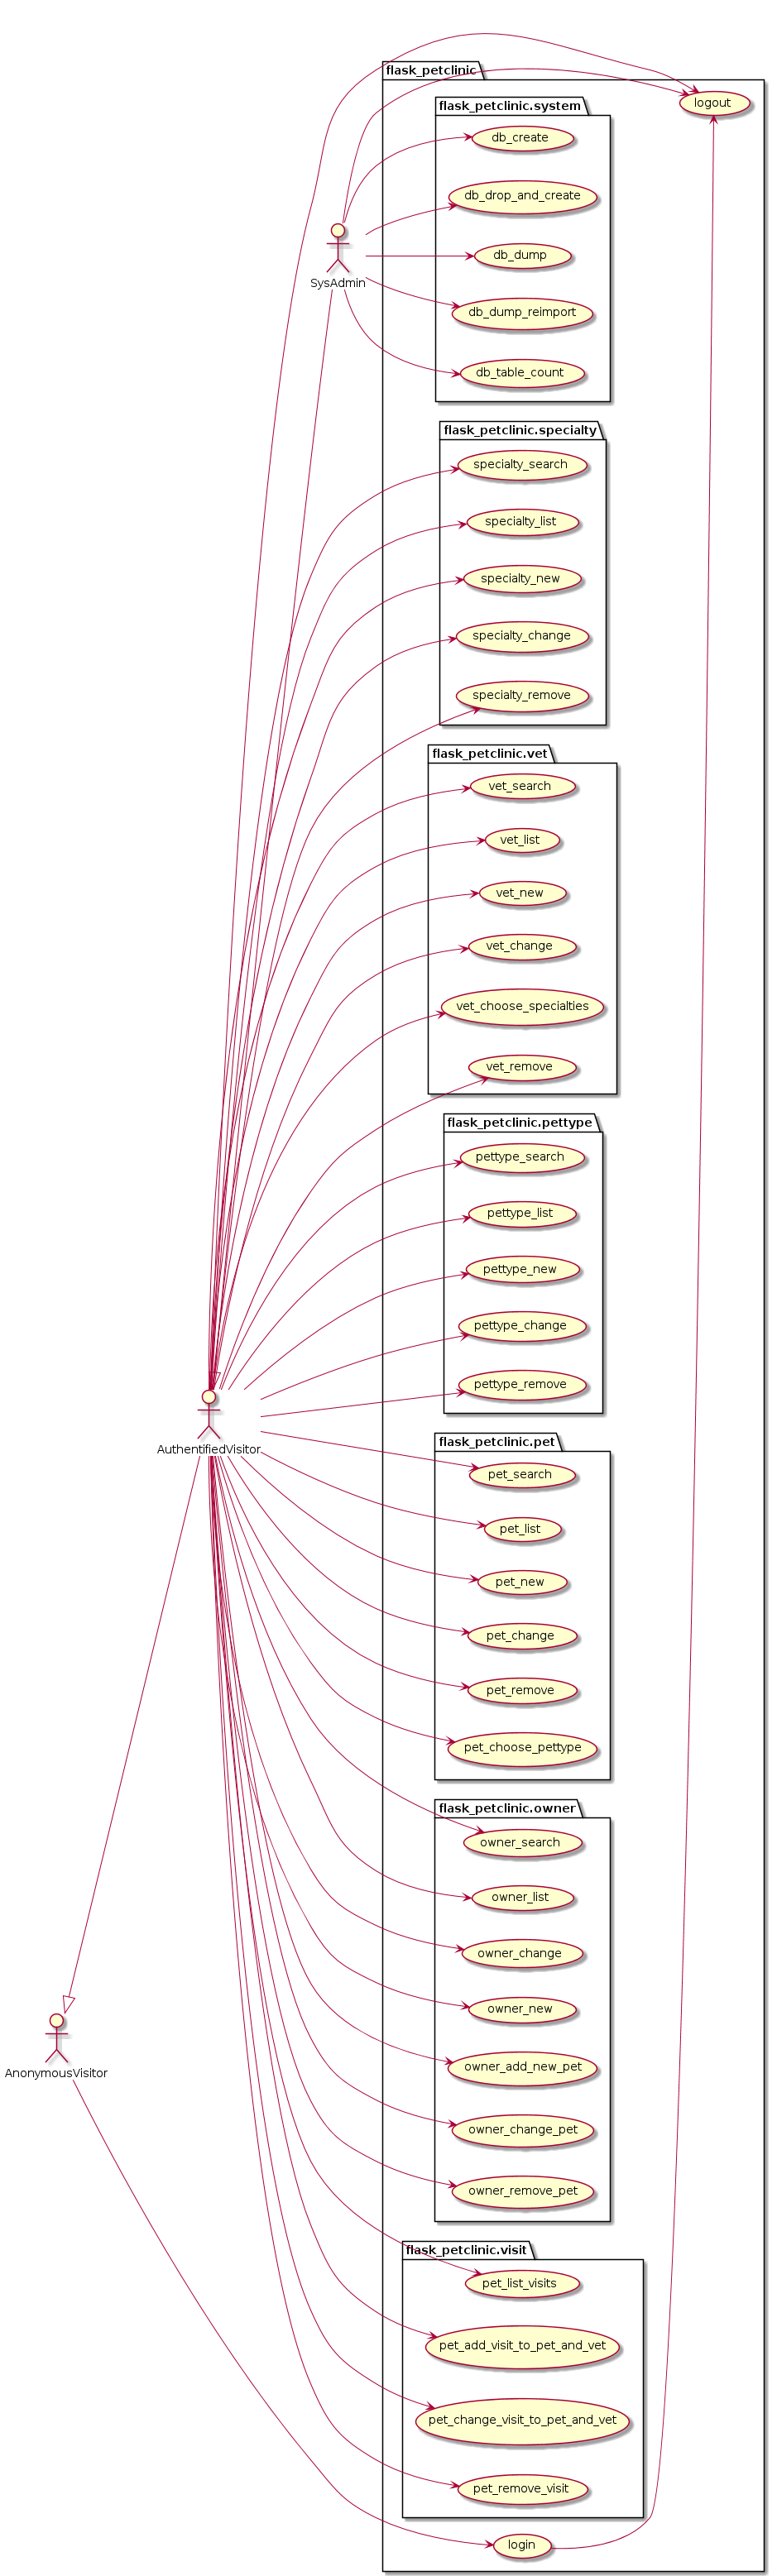 flask_petclinic
logout
flask_petclinic.system
db_create
db_drop_and_create
db_dump
SysAdmin
db_dump_reimport
db_table_count
flask_petclinic.specialty
specialty_search
specialty_list
specialty_new
specialty_change
specialty_remove
flask_petclinic.vet
vet_search
vet_list
vet_new
vet_change
vet_choose_specialties
vet_remove
flask_petclinic.pettype
pettype_search
pettype_list
pettype_new
pettype_change
pettype_remove
flask_petclinic.pet
AuthentifiedVisitor
pet_search
pet_list
pet_new
pet_change
pet_remove
pet_choose_pettype
flask_petclinic.owner
owner_search
owner_list
owner_change
owner_new
owner_add_new_pet
AnonymousVisitor
owner_change_pet
owner_remove_pet
flask_petclinic.visit
pet_list_visits
pet_add_visit_to_pet_and_vet
pet_change_visit_to_pet_and_vet
pet_remove_visit
login